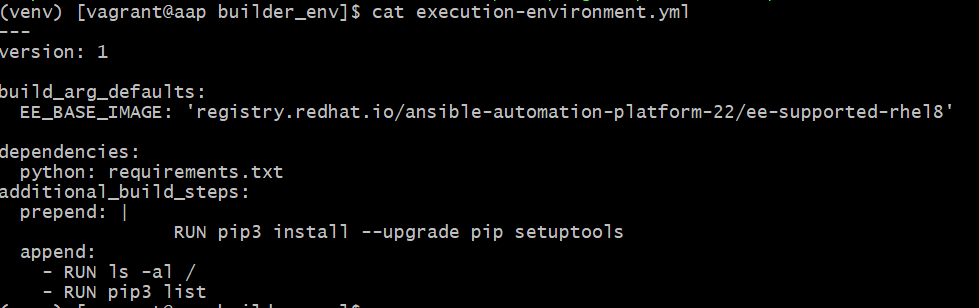 (venv) [vagrant@aap builder_env]$ cat execution-environment.yml
---
version: 1
build_arg_defaults:
EE_BASE_IMAGE: 'registry.redhat.io/ansible-automation-platform-22/ee-supported-rhel8'
dependencies:
python: requirements.txt
additional_build_steps:
prepend: |
RUN pip3 install --upgrade pip setuptools
append:
- RUN ls -al /
- RUN pip3 list